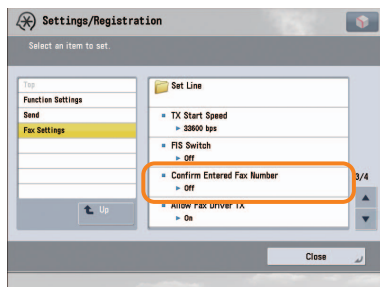 Settings/Registration
Select an item to set.
Top
Function Settings
Send
Fax Settings
Up
Set Line
TX Start Speed
33600 bps
FIS Switch
Off
Confirm Entered Fax Number
Off
Allow Fax Driver TX
On
3/4
Close